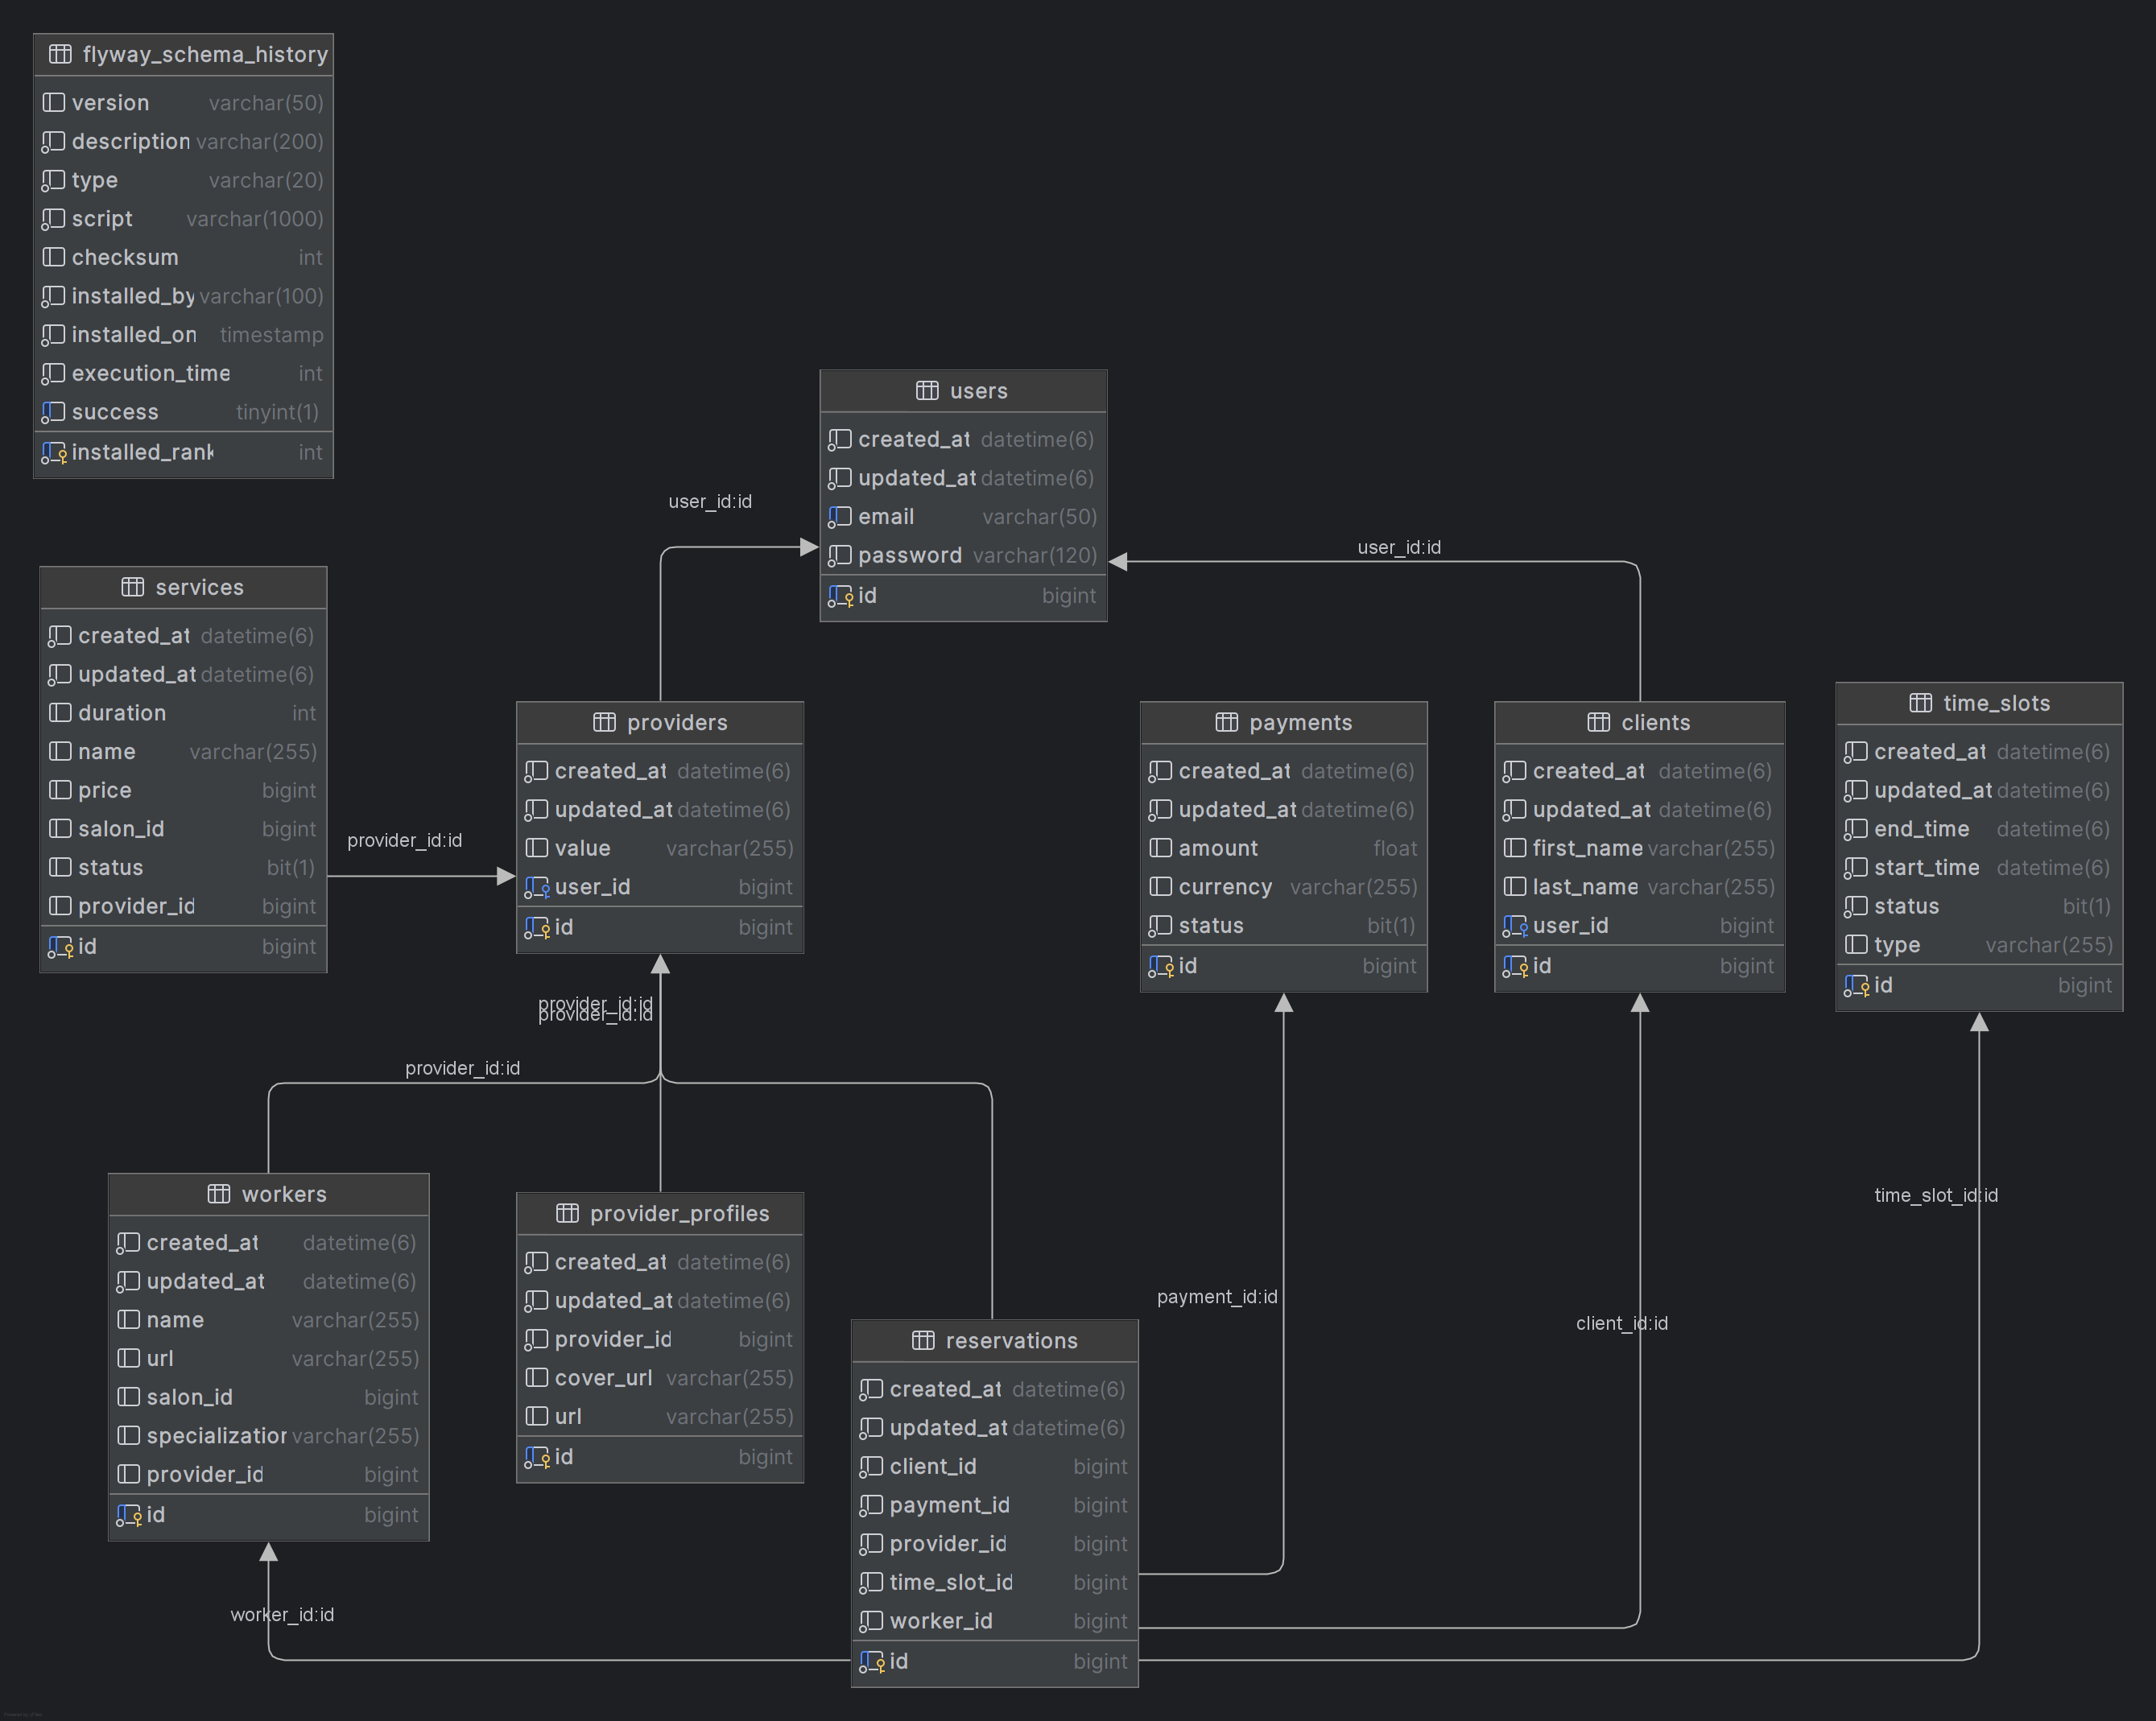 flyway_schema_history
version varchar(50)
description varchar(200)
type varchar(20)
script varchar(1000)
checksum int
installed_by varchar(100)
installed_on timestamp
execution_time int
success tinyint(1)
installed_rank int
users
created_at datetime(6)
updated_at datetime(6)
email varchar(50)
password varchar(120)
id bigint
user_id:id
user_id:id
services
created_at datetime(6)
updated_at datetime(6)
duration int
name varchar(255)
price bigint
salon_id bigint
status bit(1)
provider_id bigint
id bigint
provider_id:id
providers
created_at datetime(6)
updated_at datetime(6)
value varchar(255)
user_id bigint
id bigint
payments
created_at datetime(6)
updated_at datetime(6)
amount float
currency varchar(255)
status bit(1)
id bigint
clients
created_at datetime(6)
updated_at datetime(6)
first_name varchar(255)
last_name varchar(255)
user_id bigint
id bigint
time_slots
created_at datetime(6)
updated_at datetime(6)
end_time datetime(6)
start_time datetime(6)
status bit(1)
type varchar(255)
id bigint
provider_id:id
provider_id:id
provider_id:id
workers
created_at datetime(6)
updated_at datetime(6)
name varchar(255)
url varchar(255)
salon_id bigint
specialization varchar(255)
provider_id bigint
id bigint
provider_profiles
created_at datetime(6)
updated_at datetime(6)
provider_id bigint
cover_url varchar(255)
url varchar(255)
id bigint
reservations
created_at datetime(6)
updated_at datetime(6)
client_id bigint
payment_id bigint
provider_id bigint
time_slot_id bigint
worker_id bigint
id bigint
payment_id:id
client_id:id
time_slot_id:id
worker_id:id